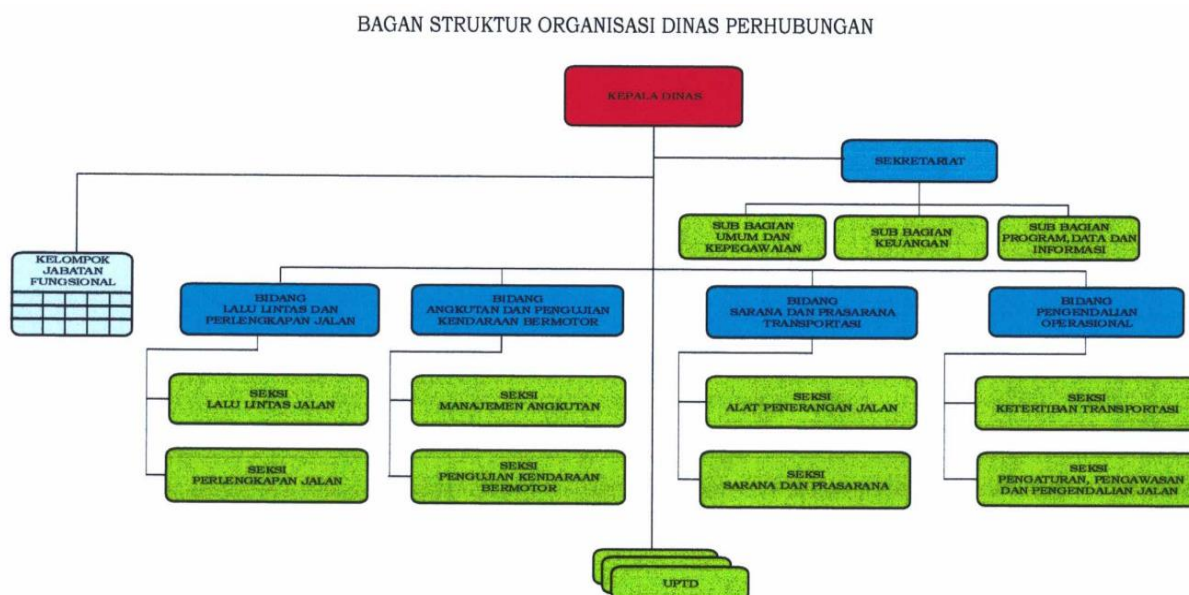 BAGAN STRUKTUR ORGANISASI DINAS PERHUBUNGAN
KEPALA DINAS
SEKRETARIAT
SUB BAGIAN
UMUM DAN
KEPEGAWAIAN
SUB BAGIAN
KEUANGAN
SUB BAGIAN
PROGRAM, DATA DAN
INFORMASI
KELOMPOK
JABATAN
FUNGSIONAL
BIDANG
LALU LINTAS DAN
PERLENGKAPAN JALAN
BIDANG
ANGKUTAN DAN PENGUJIAN
KENDARAAN BERMOTOR
BIDANG
SARANA DAN PRASARANA
TRANSPORTASI
BIDANG
PENGENDALIAN
OPERASIONAL
SEKSI
LALU LINTAS JALAN
SEKSI
MANAJEMEN ANGKUTAN
SEKSI
ALAT PENERANGAN JALAN
SEKSI
KETERTIBAN TRANSPORTASI
SEKSI
PERLENGKAPAN JALAN
SEKSI
PENGUJIAN KENDARAAN
BERMOTOR
SEKSI
SARANA DAN PRASARANA
SEKSI
PENGATURAN, PENGAWASAN
DAN PENGENDALIAN JALAN
UPTD